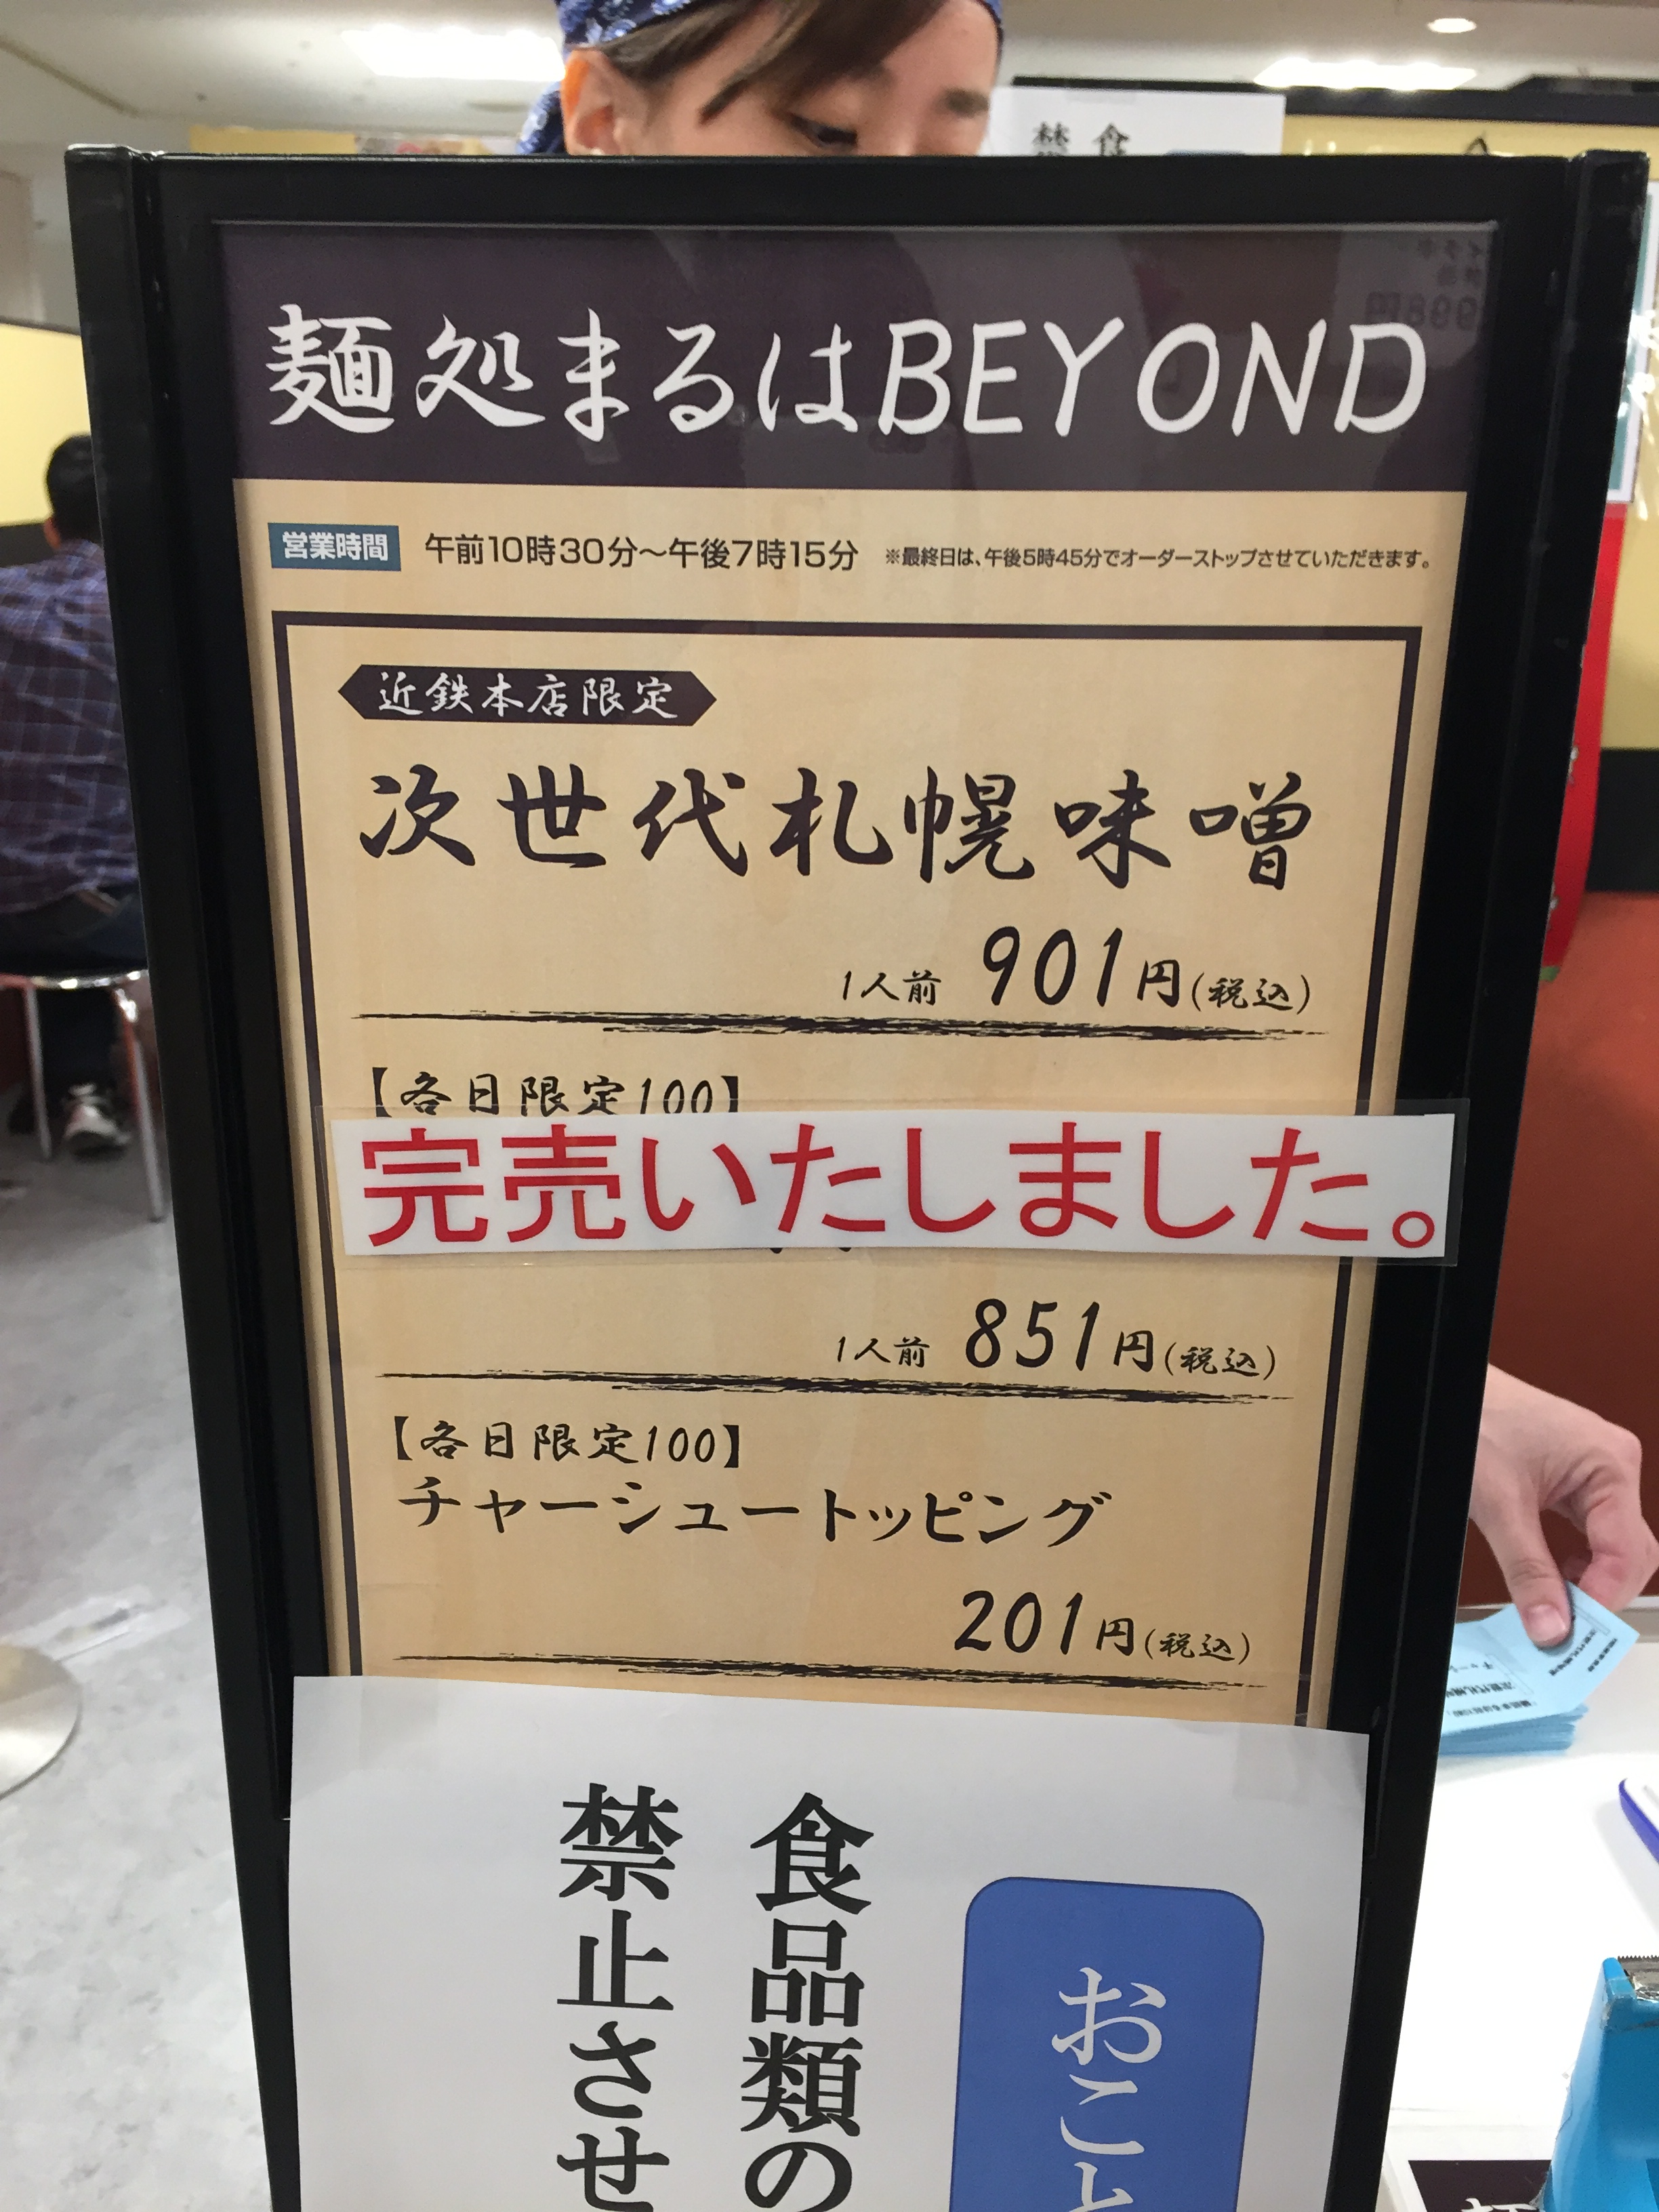 麺処まるはBEYOND
営業時間 午前10時30分～午後7時15分 ※最終日は、午後5時45分でオーダーストップさせていただきます。
近鉄本店限定
次世代札幌味噌
1人前 901円(税込)
【各日限定100】
完売いたしました。
1人前 851円(税込)
【各日限定100】
チャーシュートッピング
201円(税込)
おこと
食品類の
禁止させ
食
禁